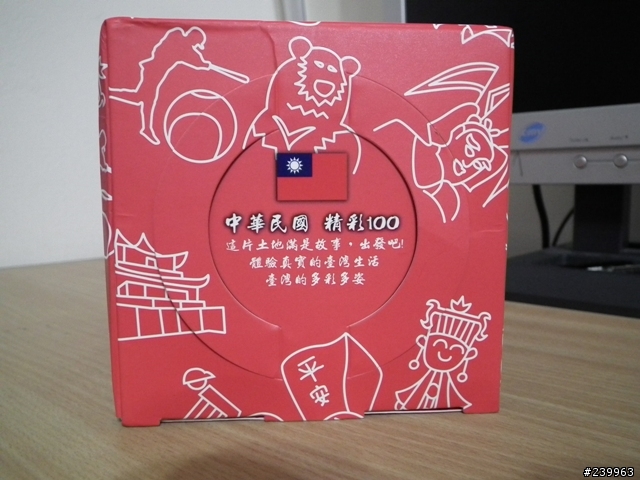 中華民國 精彩100
這片土地滿是故事，出發吧!
體驗真實的臺灣生活
臺灣的多彩多姿
平安
#239963